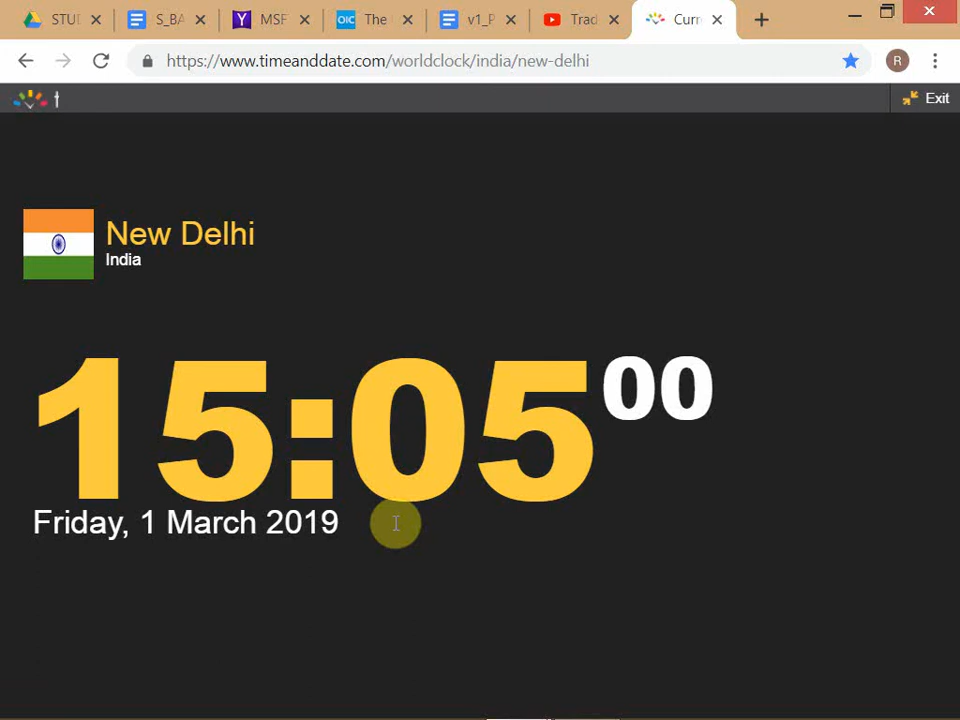 STUI
S_BA
MSF
The
v1_P
Trad
Curr
https://www.timeanddate.com/worldclock/india/new-delhi
R
Exit
New Delhi
India
15:05 00
Friday, 1 March 2019